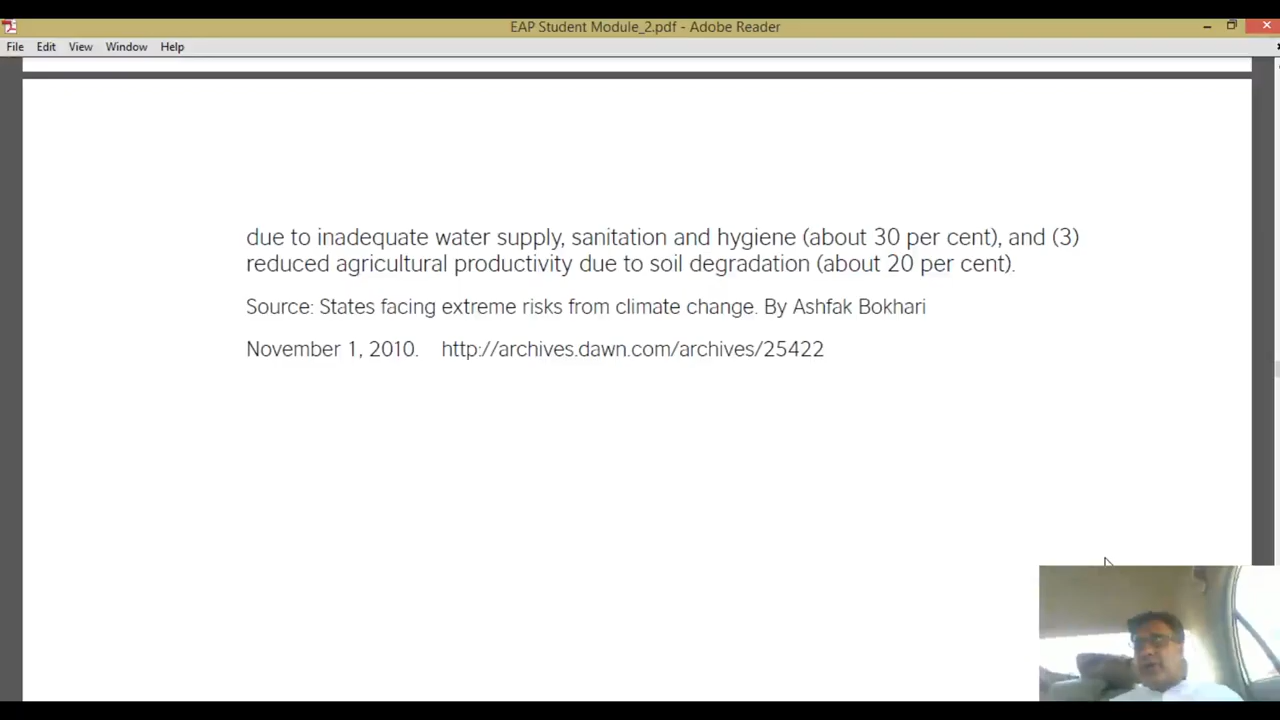 EAP Student Module_2.pdf - Adobe Reader
File Edit View Window Help
due to inadequate water supply, sanitation and hygiene (about 30 per cent), and (3)
reduced agricultural productivity due to soil degradation (about 20 per cent).
Source: States facing extreme risks from climate change. By Ashfak Bokhari
November 1, 2010. http://archives.dawn.com/archives/25422